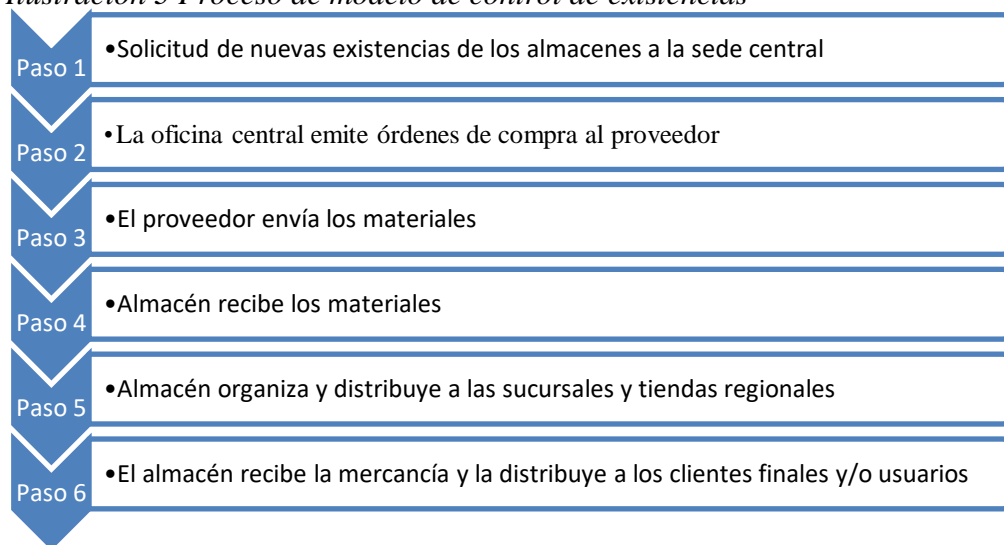 Ilustración 3 Proceso de modelo de control de existencias
Paso 1
•Solicitud de nuevas existencias de los almacenes a la sede central
Paso 2
•La oficina central emite órdenes de compra al proveedor
Paso 3
•El proveedor envía los materiales
Paso 4
•Almacén recibe los materiales
Paso 5
•Almacén organiza y distribuye a las sucursales y tiendas regionales
Paso 6
•El almacén recibe la mercancía y la distribuye a los clientes finales y/o usuarios